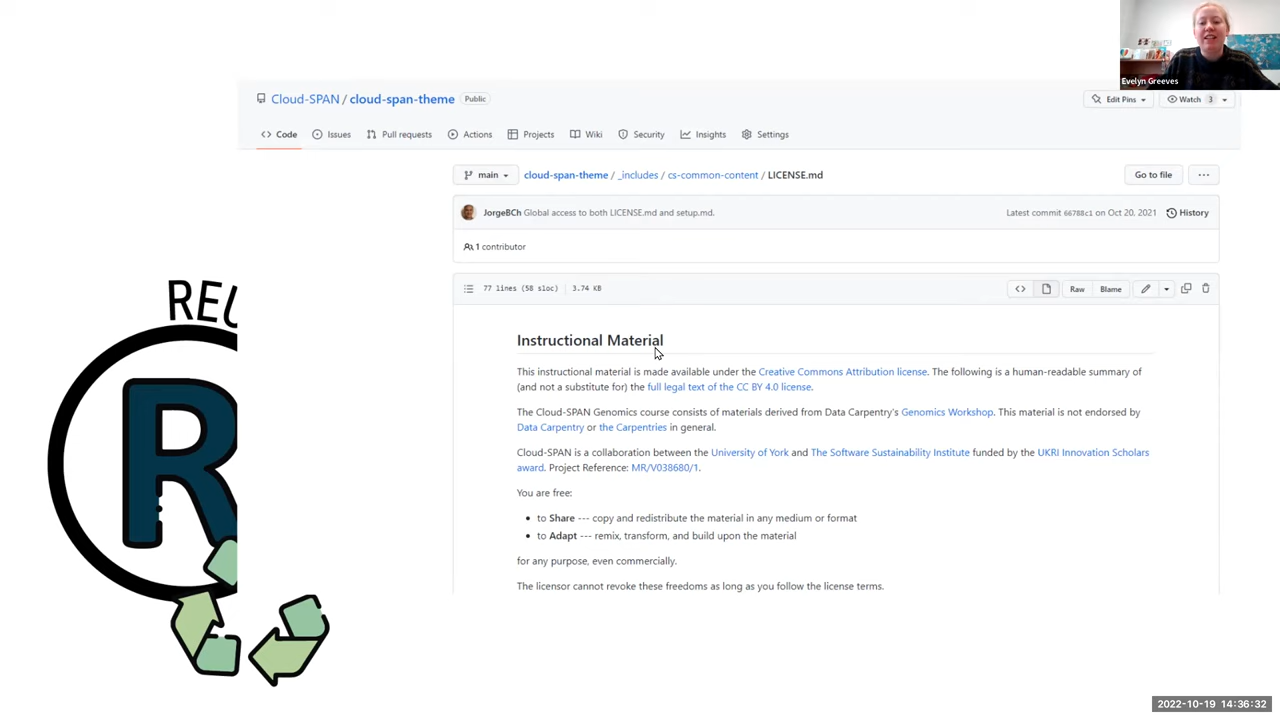 Evelyn Greeves
Cloud-SPAN / cloud-span-theme Public
Edit Pins Watch 3
Code Issues Pull requests Actions Projects Wiki Security Insights Settings
main cloud-span-theme / _includes / cs-common-content / LICENSE.md Go to file ...
JorgeBCh Global access to both LICENSE.md and setup.md. Latest commit 66788c1 on Oct 20, 2021 History
1 contributor
77 lines (58 sloc) 3.74 KB Raw Blame
REU
R
Instructional Material
This instructional material is made available under the Creative Commons Attribution license. The following is a human-readable summary of
(and not a substitute for) the full legal text of the CC BY 4.0 license.
The Cloud-SPAN Genomics course consists of materials derived from Data Carpentry's Genomics Workshop. This material is not endorsed by
Data Carpentry or the Carpentries in general.
Cloud-SPAN is a collaboration between the University of York and The Software Sustainability Institute funded by the UKRI Innovation Scholars
award. Project Reference: MR/V038680/1.
You are free:
• to Share --- copy and redistribute the material in any medium or format
• to Adapt --- remix, transform, and build upon the material
for any purpose, even commercially.
The licensor cannot revoke these freedoms as long as you follow the license terms.
2022-10-19 14:36:32